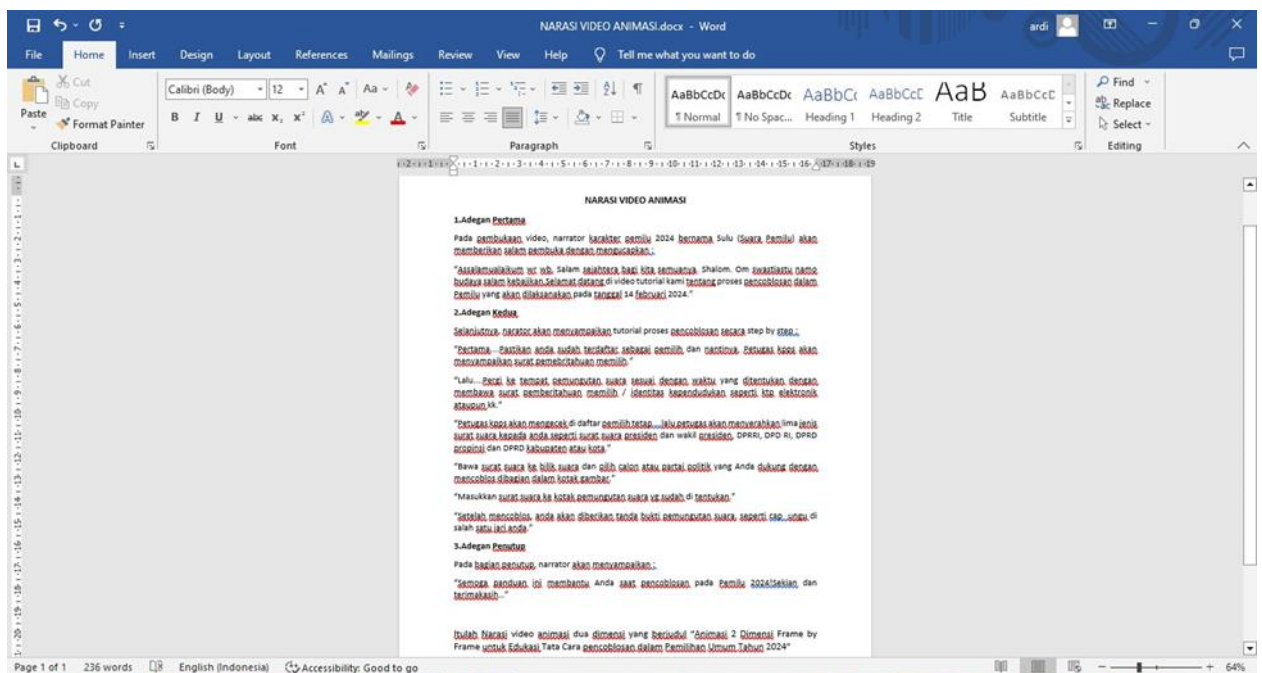 NARASI VIDEO ANIMASI.docx - Word
ardi
File Home Insert Design Layout References Mailings Review View Help Tell me what you want to do
Paste
Cut
Copy
Format Painter
Clipboard
Calibri (Body) 12
Font
Paragraph
AaBbCcDc AaBbCcDc AaBbCc AaBbCcD AaB AaBbCcD
¶ Normal ¶ No Spac... Heading 1 Heading 2 Title Subtitle
Styles
Find
Replace
Select
Editing
NARASI VIDEO ANIMASI
1.Adegan Pertama
Pada pembukaan video, narrator karakter pemilu 2024 bernama Sulu (Suara Pemilu) akan
memberikan salam pembuka dengan mengucapkan :
"Assalamualaikum wr wb, Salam sejahtera bagi kita semuanya. Shalom. Om swastiastu namo
budaya salam kebajikan.Selamat datang di video tutorial kami tentang proses pencoblosan dalam
Pemilu yang akan dilaksanakan pada tanggal 14 februari 2024."
2.Adegan Kedua
Selanjutnya, narator akan menyampaikan tutorial proses pencoblosan secara step by step :
"Pertama....Pastikan anda sudah terdaftar sebagai pemilih dan nantinya, Petugas kpps akan
menyampaikan surat pemebritahuan memilih."
"Lalu....Pergi ke tempat pemungutan suara sesuai dengan waktu yang ditentukan dengan
membawa surat pemberitahuan memilih / identitas kependudukan seperti ktp elektronik
ataupun kk."
"Petugas kpps akan mengecek di daftar pemilih tetap....lalu petugas akan menyerahkan lima jenis
surat suara kepada anda seperti surat suara presiden dan wakil presiden, DPRRI, DPD RI, DPRD
propinsi dan DPRD kabupaten atau kota."
"Bawa surat suara ke bilik suara dan pilih calon atau partai politik yang Anda dukung dengan
mencoblos dibagian dalam kotak gambar."
"Masukkan surat suara ke kotak pemungutan suara yg sudah di tentukan."
"Setelah mencoblos, anda akan diberikan tanda bukti pemungutan suara, seperti cap ungu di
salah satu jari anda."
3.Adegan Penutup
Pada bagian penutup, narrator akan menyampaikan :
"Semoga panduan ini membantu Anda saat pencoblosan pada Pemilu 2024!Sekian dan
terimakasih..."
Itulah Narasi video animasi dua dimensi yang berjudul "Animasi 2 Dimensi Frame by
Frame untuk Edukasi Tata Cara pencoblosan dalam Pemilihan Umum Tahun 2024"
Page 1 of 1 236 words English (Indonesia) Accessibility: Good to go 64%